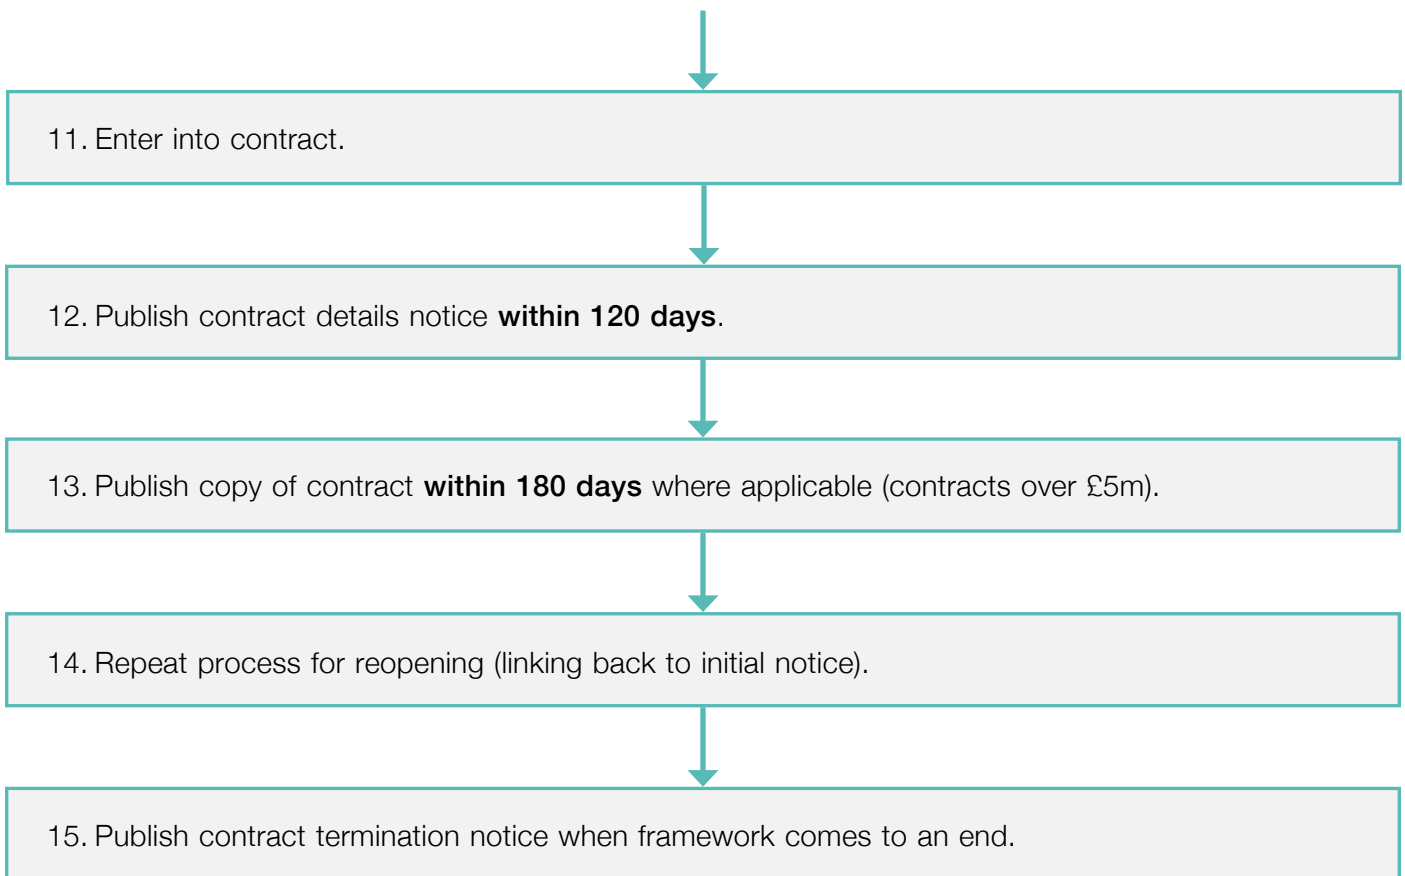 11. Enter into contract.
12. Publish contract details notice within 120 days.
13. Publish copy of contract within 180 days where applicable (contracts over £5m).
14. Repeat process for reopening (linking back to initial notice).
15. Publish contract termination notice when framework comes to an end.